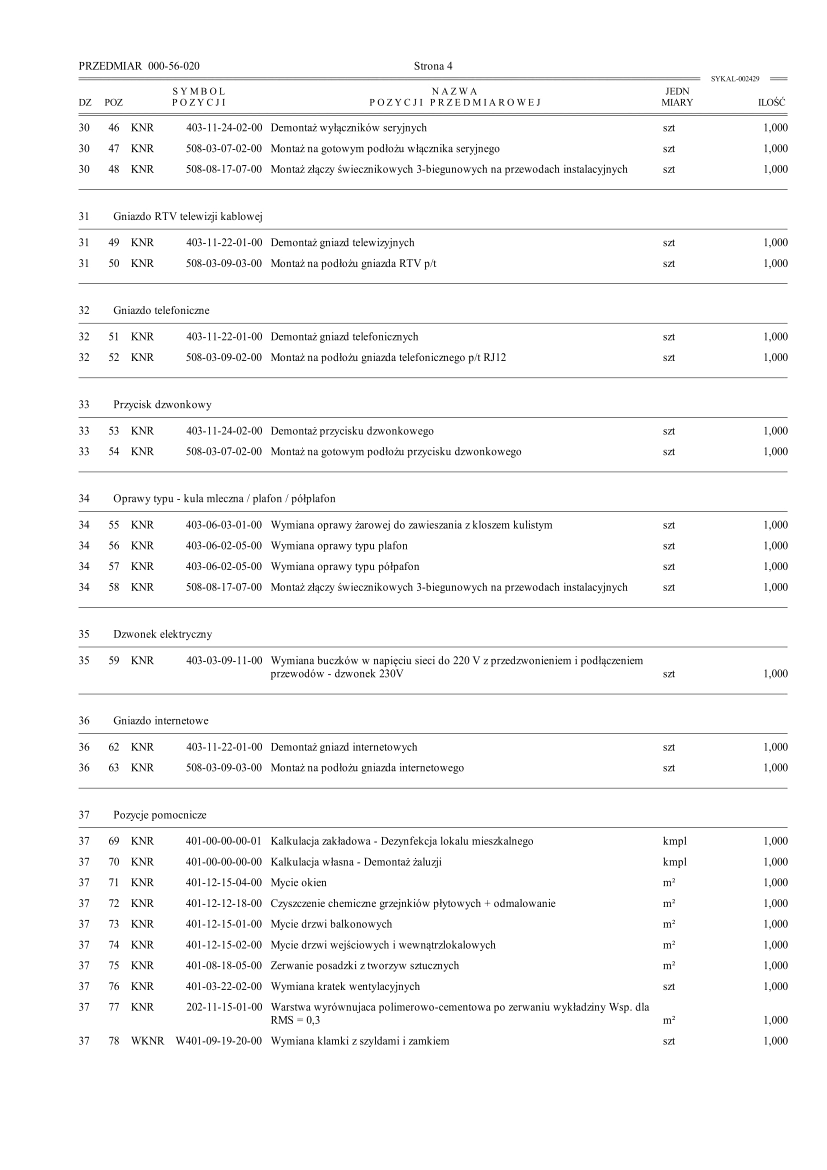 PRZEDMIAR 000-56-020 Strona 4
SYKAL-002429
SYMBOL NAZWA JEDN
DZ POZ POZYCJI POZYCJI PRZEDMIAROWEJ MIARY ILOŚĆ
30 46 KNR 403-11-24-02-00 Demontaż wyłączników seryjnych szt 1,000
30 47 KNR 508-03-07-02-00 Montaż na gotowym podłożu włącznika seryjnego szt 1,000
30 48 KNR 508-08-17-07-00 Montaż złączy świecznikowych 3-biegunowych na przewodach instalacyjnych szt 1,000
31 Gniazdo RTV telewizji kablowej
31 49 KNR 403-11-22-01-00 Demontaż gniazd telewizyjnych szt 1,000
31 50 KNR 508-03-09-03-00 Montaż na podłożu gniazda RTV p/t szt 1,000
32 Gniazdo telefoniczne
32 51 KNR 403-11-22-01-00 Demontaż gniazd telefonicznych szt 1,000
32 52 KNR 508-03-09-02-00 Montaż na podłożu gniazda telefonicznego p/t RJ12 szt 1,000
33 Przycisk dzwonkowy
33 53 KNR 403-11-24-02-00 Demontaż przycisku dzwonkowego szt 1,000
33 54 KNR 508-03-07-02-00 Montaż na gotowym podłożu przycisku dzwonkowego szt 1,000
34 Oprawy typu - kula mleczna / plafon / półplafon
34 55 KNR 403-06-03-01-00 Wymiana oprawy żarowej do zawieszania z kloszem kulistym szt 1,000
34 56 KNR 403-06-02-05-00 Wymiana oprawy typu plafon szt 1,000
34 57 KNR 403-06-02-05-00 Wymiana oprawy typu półpafon szt 1,000
34 58 KNR 508-08-17-07-00 Montaż złączy świecznikowych 3-biegunowych na przewodach instalacyjnych szt 1,000
35 Dzwonek elektryczny
35 59 KNR 403-03-09-11-00 Wymiana buczków w napięciu sieci do 220 V z przedzwonieniem i podłączeniem
przewodów - dzwonek 230V szt 1,000
36 Gniazdo internetowe
36 62 KNR 403-11-22-01-00 Demontaż gniazd internetowych szt 1,000
36 63 KNR 508-03-09-03-00 Montaż na podłożu gniazda internetowego szt 1,000
37 Pozycje pomocnicze
37 69 KNR 401-00-00-00-01 Kalkulacja zakładowa - Dezynfekcja lokalu mieszkalnego kmpl 1,000
37 70 KNR 401-00-00-00-00 Kalkulacja własna - Demontaż żaluzji kmpl 1,000
37 71 KNR 401-12-15-04-00 Mycie okien m² 1,000
37 72 KNR 401-12-12-18-00 Czyszczenie chemiczne grzejnkiów płytowych + odmalowanie m² 1,000
37 73 KNR 401-12-15-01-00 Mycie drzwi balkonowych m² 1,000
37 74 KNR 401-12-15-02-00 Mycie drzwi wejściowych i wewnątrzlokalowych m² 1,000
37 75 KNR 401-08-18-05-00 Zerwanie posadzki z tworzyw sztucznych m² 1,000
37 76 KNR 401-03-22-02-00 Wymiana kratek wentylacyjnych szt 1,000
37 77 KNR 202-11-15-01-00 Warstwa wyrównujaca polimerowo-cementowa po zerwaniu wykładziny Wsp. dla
RMS = 0,3 m² 1,000
37 78 WKNR W401-09-19-20-00 Wymiana klamki z szyldami i zamkiem szt 1,000